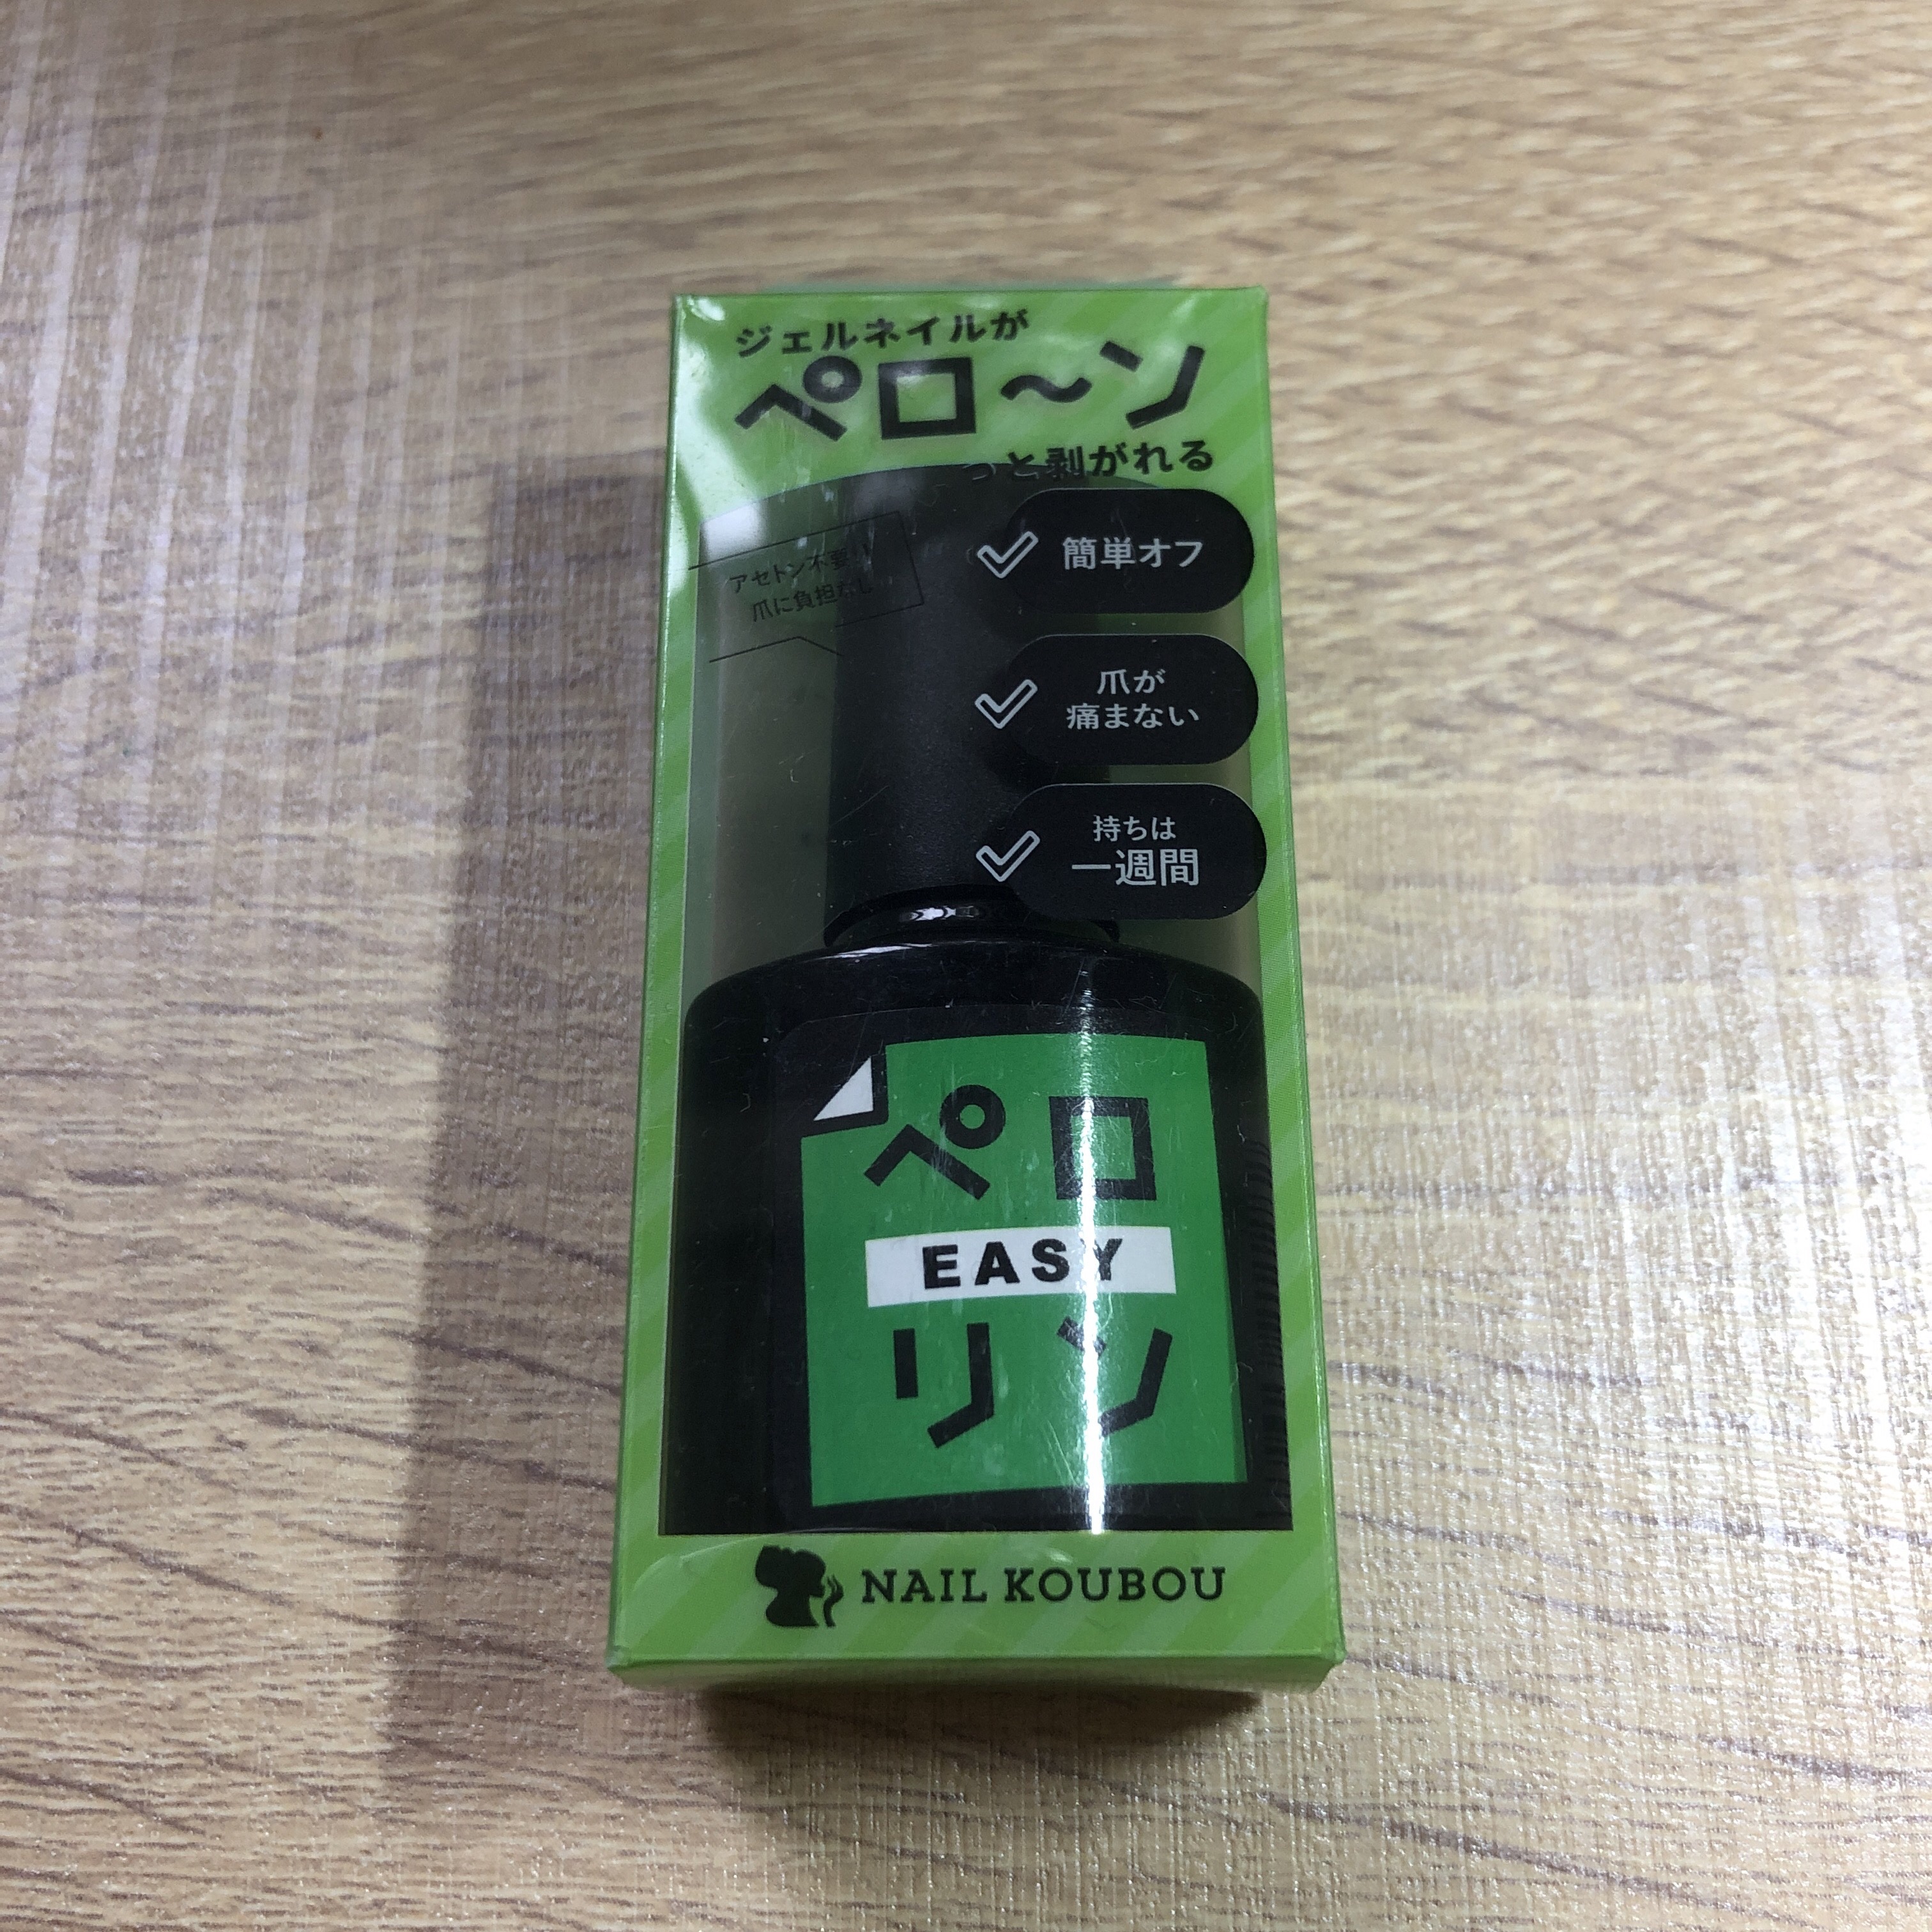 ジェルネイルが
ペロ〜ン
っと剥がれる
アセトン不要！
爪に負担なし
簡単オフ
爪が
痛まない
持ちは
一週間
ペロ
EASY
リン
NAIL KOUBOU